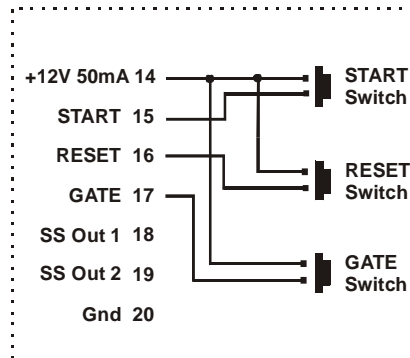 +12V 50mA 14
START 15
RESET 16
GATE 17
SS Out 1 18
SS Out 2 19
Gnd 20
START
Switch
RESET
Switch
GATE
Switch